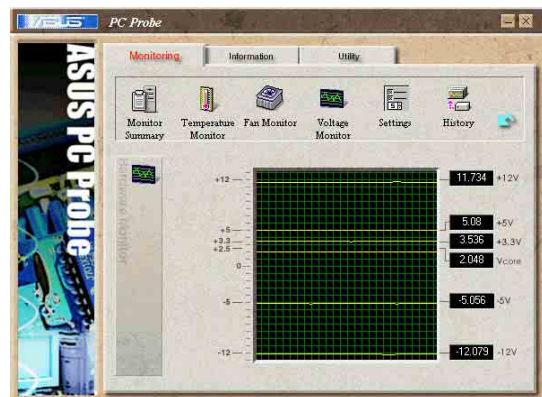 ASUS PC Probe
Monitoring Information Utility
Monitor Summary
Temperature Monitor
Fan Monitor
Voltage Monitor
Settings
History
ASUS PC Probe
Hardware Monitor
+12
+5
+3.3
+2.5
0
-5
-12
11.734 +12V
5.08 +5V
3.536 +3.3V
2.048 Vcore
-5.056 -5V
-12.079 -12V